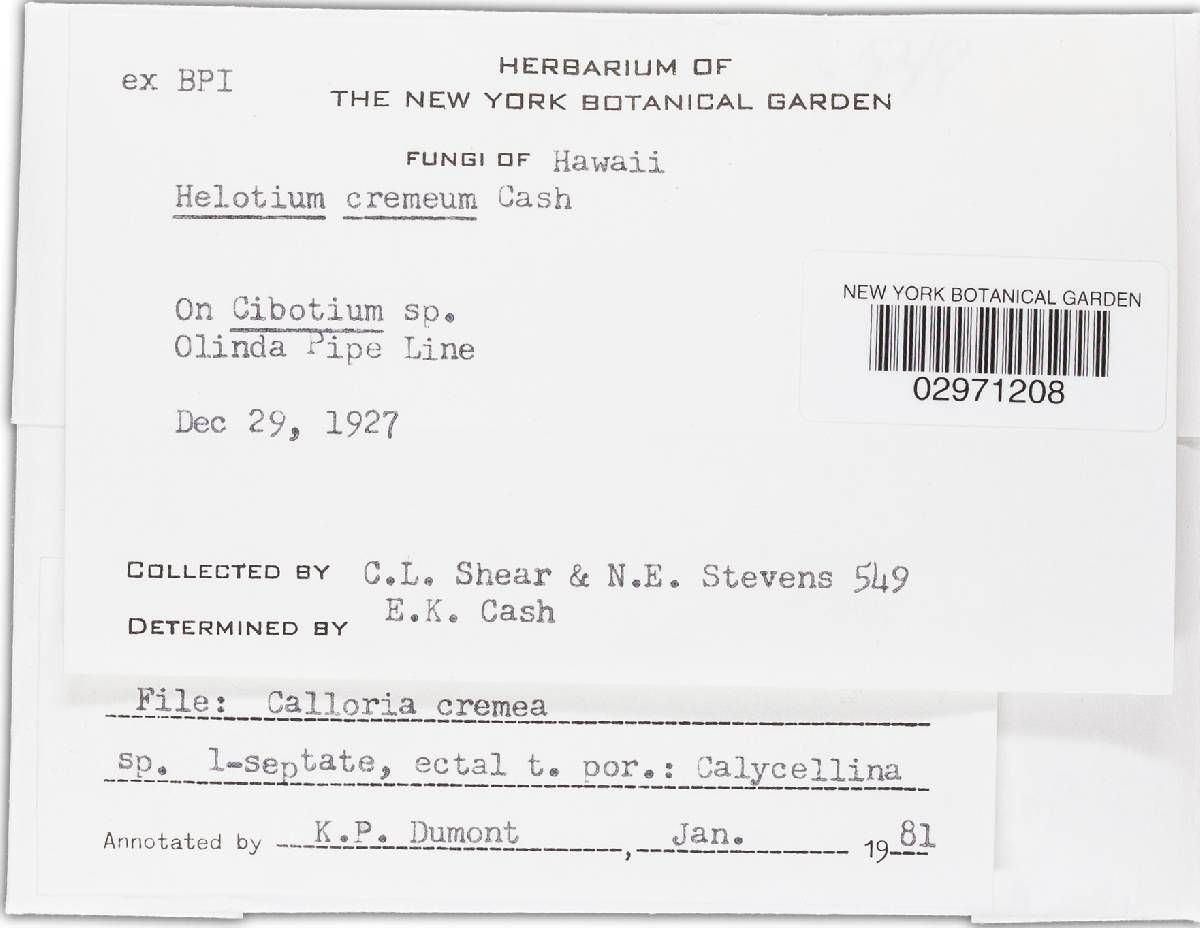 ex BPI
HERBARIUM OF
THE NEW YORK BOTANICAL GARDEN
FUNGI OF Hawaii
Helotium cremeum Cash
On Cibotium sp.
Olinda Pipe Line
Dec 29, 1927
NEW YORK BOTANICAL GARDEN
02971208
COLLECTED BY C.L. Shear & N.E. Stevens 549
DETERMINED BY E.K. Cash
File: Calloria cremea
sp. 1-septate, ectal t. por.: Calycellina
Annotated by K.P. Dumont, Jan. 1981